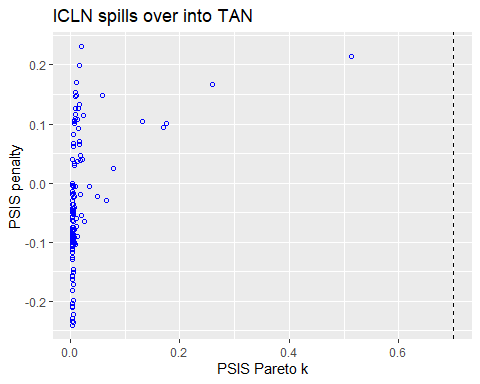 ICLN spills over into TAN
PSIS penalty
0.2
0.1
0.0
-0.1
-0.2
0.0 0.2 0.4 0.6
PSIS Pareto k